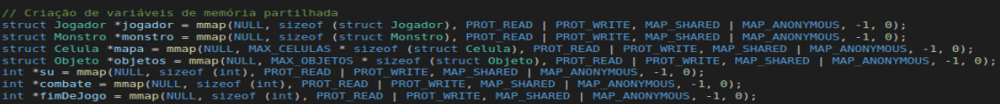 // Criação de variáveis de memória partilhada
struct Jogador *jogador = mmap(NULL, sizeof (struct Jogador), PROT_READ | PROT_WRITE, MAP_SHARED | MAP_ANONYMOUS, -1, 0);
struct Monstro *monstro = mmap(NULL, sizeof (struct Monstro), PROT_READ | PROT_WRITE, MAP_SHARED | MAP_ANONYMOUS, -1, 0);
struct Celula *mapa = mmap(NULL, MAX_CELULAS * sizeof (struct Celula), PROT_READ | PROT_WRITE, MAP_SHARED | MAP_ANONYMOUS, -1, 0);
struct Objeto *objetos = mmap(NULL, MAX_OBJETOS * sizeof (struct Objeto), PROT_READ | PROT_WRITE, MAP_SHARED | MAP_ANONYMOUS, -1, 0);
int *su = mmap(NULL, sizeof (int), PROT_READ | PROT_WRITE, MAP_SHARED | MAP_ANONYMOUS, -1, 0);
int *combate = mmap(NULL, sizeof (int), PROT_READ | PROT_WRITE, MAP_SHARED | MAP_ANONYMOUS, -1, 0);
int *fimDeJogo = mmap(NULL, sizeof (int), PROT_READ | PROT_WRITE, MAP_SHARED | MAP_ANONYMOUS, -1, 0);